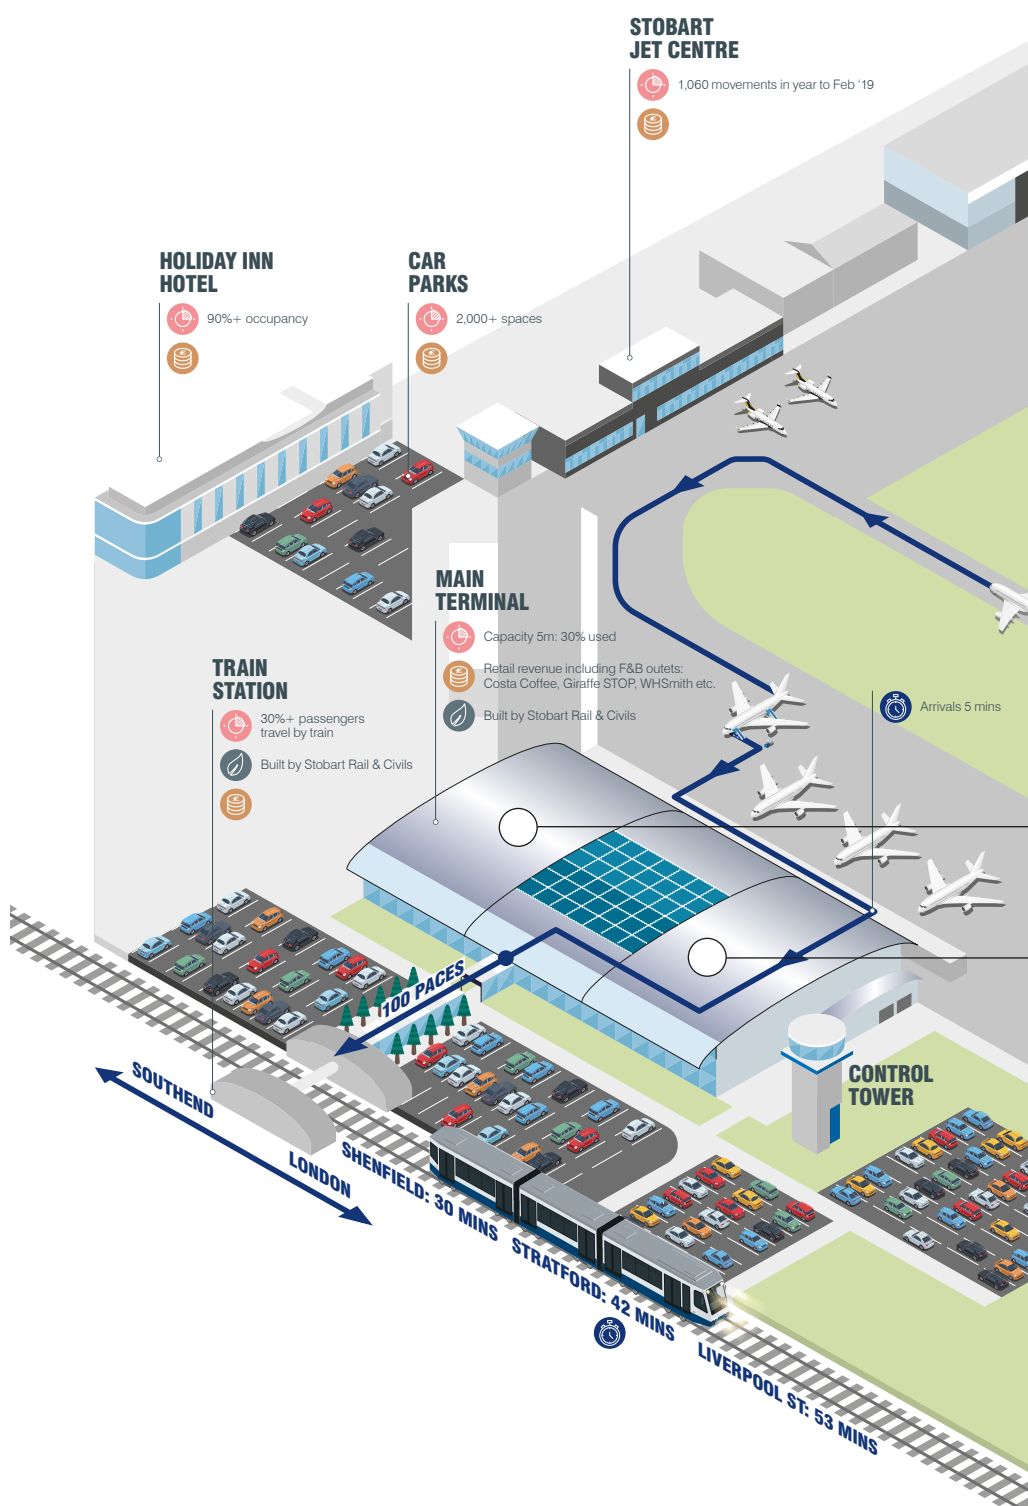 STOBART
JET CENTRE
1,060 movements in year to Feb ‘19
HOLIDAY INN
HOTEL
90%+ occupancy
CAR
PARKS
2,000+ spaces
MAIN
TERMINAL
Capacity 5m: 30% used
Retail revenue including F&B outets:
Costa Coffee, Giraffe STOP, WHSmith etc.
Built by Stobart Rail & Civils
TRAIN
STATION
30%+ passengers
travel by train
Built by Stobart Rail & Civils
Arrivals 5 mins
100 PACES
CONTROL
TOWER
SOUTHEND
LONDON
SHENFIELD: 30 MINS
STRATFORD: 42 MINS
LIVERPOOL ST: 53 MINS